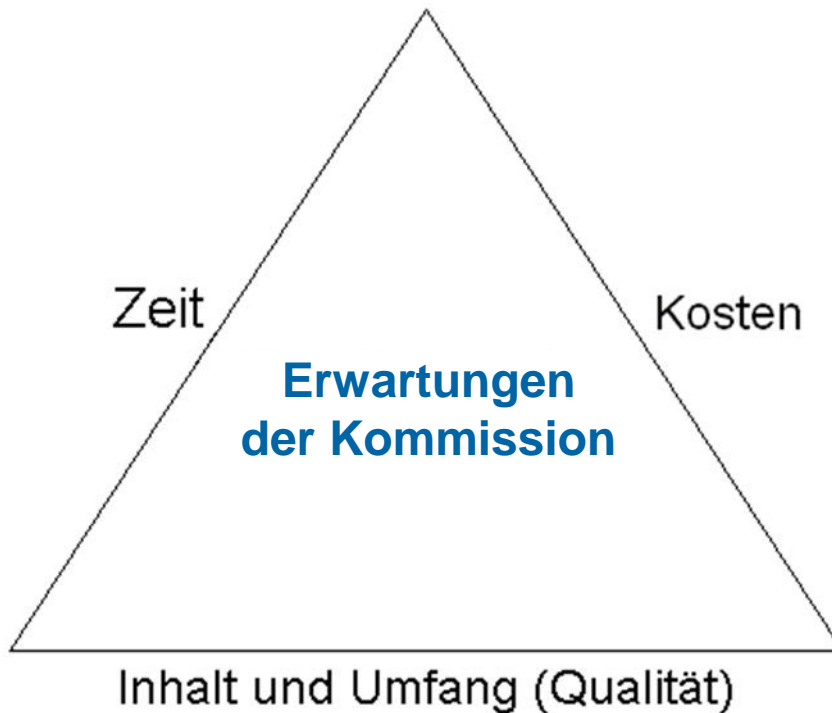 Zeit
Kosten
Erwartungen
der Kommission
Inhalt und Umfang (Qualität)